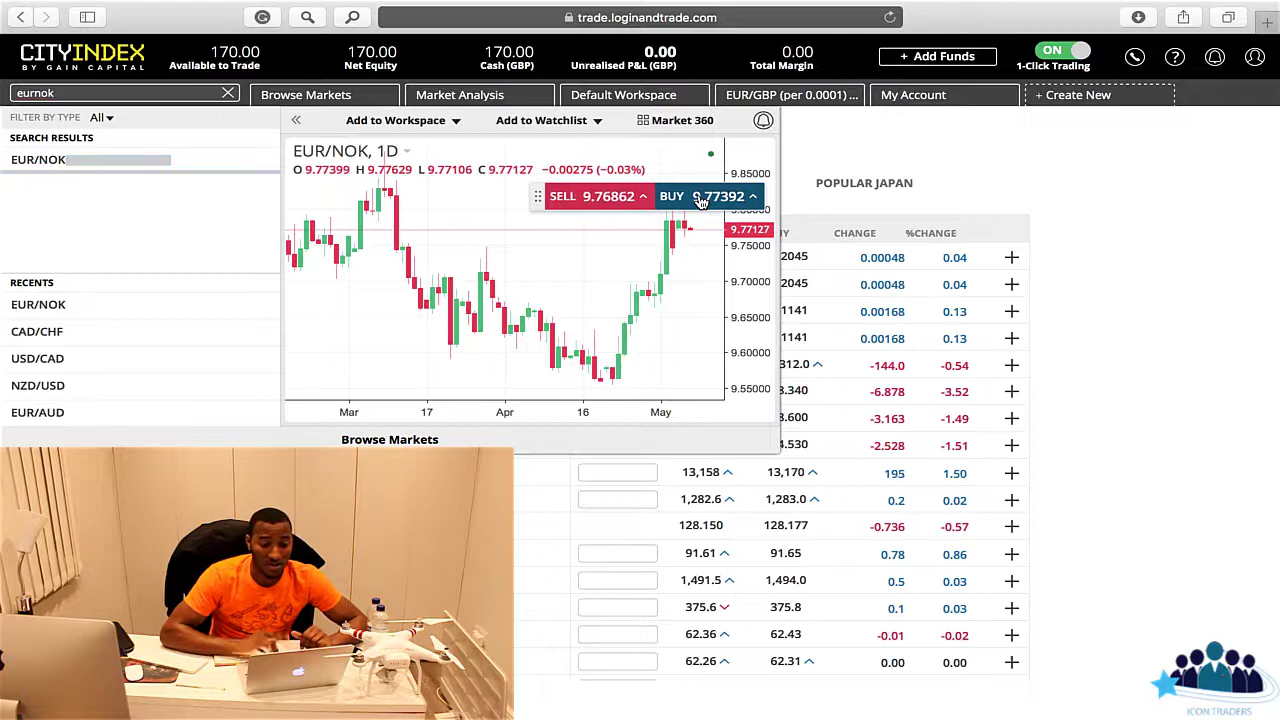 trade.loginandtrade.com
CITYINDEX
BY GAIN CAPITAL
170.00
Available to Trade
170.00
Net Equity
170.00
Cash (GBP)
0.00
Unrealised P&L (GBP)
0.00
Total Margin
+ Add Funds
ON
1-Click Trading
eurnok
Browse Markets
Market Analysis
Default Workspace
EUR/GBP (per 0.0001) ...
My Account
+ Create New
FILTER BY TYPE All
SEARCH RESULTS
EUR/NOK
RECENTS
EUR/NOK
CAD/CHF
USD/CAD
NZD/USD
EUR/AUD
Add to Workspace
Add to Watchlist
Market 360
EUR/NOK, 1D
O 9.77399 H 9.77629 L 9.77106 C 9.77127 −0.00275 (−0.03%)
SELL 9.76862
BUY 9.77392
9.85000
9.77127
9.75000
9.70000
9.65000
9.60000
9.55000
Mar 17 Apr 16 May
Browse Markets
POPULAR JAPAN
CHANGE %CHANGE
2045 0.00048 0.04
2045 0.00048 0.04
1141 0.00168 0.13
1141 0.00168 0.13
312.0 -144.0 -0.54
.340 -6.878 -3.52
.600 -3.163 -1.49
.530 -2.528 -1.51
13,158 13,170 195 1.50
1,282.6 1,283.0 0.2 0.02
128.150 128.177 -0.736 -0.57
91.61 91.65 0.78 0.86
1,491.5 1,494.0 0.5 0.03
375.6 375.8 0.1 0.03
62.36 62.43 -0.01 -0.02
62.26 62.31 0.00 0.00
ICON TRADERS